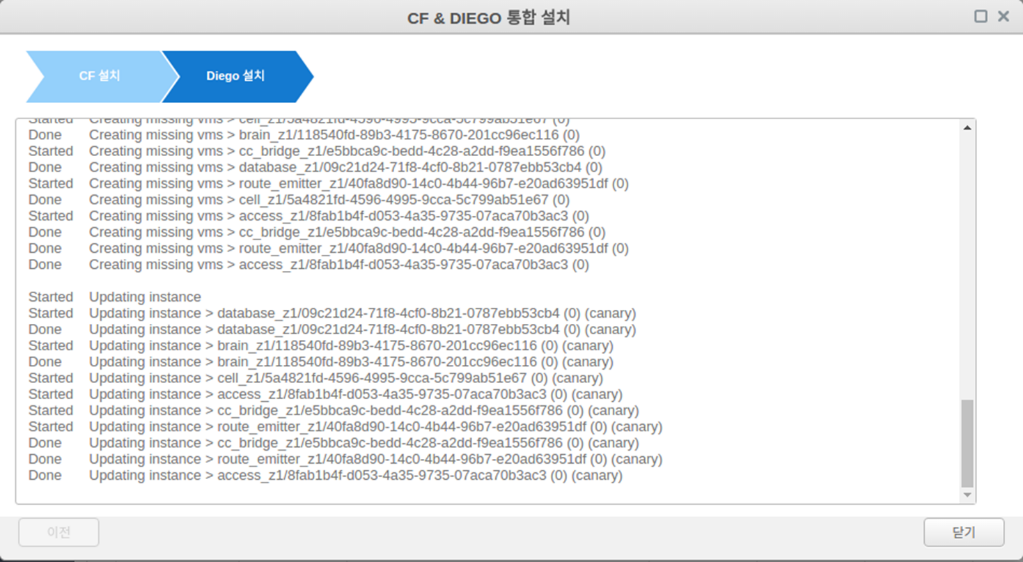 CF & DIEGO 통합 설치
CF 설치
Diego 설치
Started Creating missing vms > cell_z1/5a4821fd-4596-4995-9cca-5c799ab51e67 (0)
Done Creating missing vms > brain_z1/118540fd-89b3-4175-8670-201cc96ec116 (0)
Started Creating missing vms > cc_bridge_z1/e5bbca9c-bedd-4c28-a2dd-f9ea1556f786 (0)
Done Creating missing vms > database_z1/09c21d24-71f8-4cf0-8b21-0787ebb53cb4 (0)
Started Creating missing vms > route_emitter_z1/40fa8d90-14c0-4b44-96b7-e20ad63951df (0)
Done Creating missing vms > cell_z1/5a4821fd-4596-4995-9cca-5c799ab51e67 (0)
Started Creating missing vms > access_z1/8fab1b4f-d053-4a35-9735-07aca70b3ac3 (0)
Done Creating missing vms > cc_bridge_z1/e5bbca9c-bedd-4c28-a2dd-f9ea1556f786 (0)
Done Creating missing vms > route_emitter_z1/40fa8d90-14c0-4b44-96b7-e20ad63951df (0)
Done Creating missing vms > access_z1/8fab1b4f-d053-4a35-9735-07aca70b3ac3 (0)
Started Updating instance
Started Updating instance > database_z1/09c21d24-71f8-4cf0-8b21-0787ebb53cb4 (0) (canary)
Done Updating instance > database_z1/09c21d24-71f8-4cf0-8b21-0787ebb53cb4 (0) (canary)
Started Updating instance > brain_z1/118540fd-89b3-4175-8670-201cc96ec116 (0) (canary)
Done Updating instance > brain_z1/118540fd-89b3-4175-8670-201cc96ec116 (0) (canary)
Started Updating instance > cell_z1/5a4821fd-4596-4995-9cca-5c799ab51e67 (0) (canary)
Started Updating instance > access_z1/8fab1b4f-d053-4a35-9735-07aca70b3ac3 (0) (canary)
Started Updating instance > cc_bridge_z1/e5bbca9c-bedd-4c28-a2dd-f9ea1556f786 (0) (canary)
Started Updating instance > route_emitter_z1/40fa8d90-14c0-4b44-96b7-e20ad63951df (0) (canary)
Done Updating instance > cc_bridge_z1/e5bbca9c-bedd-4c28-a2dd-f9ea1556f786 (0) (canary)
Done Updating instance > route_emitter_z1/40fa8d90-14c0-4b44-96b7-e20ad63951df (0) (canary)
Done Updating instance > access_z1/8fab1b4f-d053-4a35-9735-07aca70b3ac3 (0) (canary)
이전
닫기